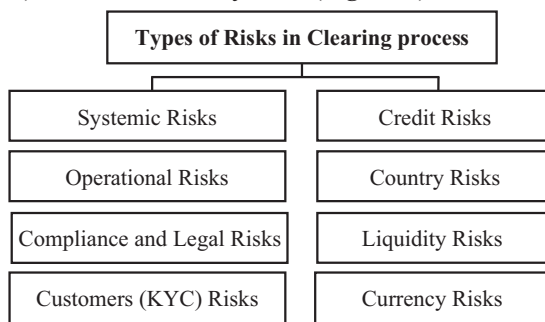 Types of Risks in Clearing process
Systemic Risks
Credit Risks
Operational Risks
Country Risks
Compliance and Legal Risks
Liquidity Risks
Customers (KYC) Risks
Currency Risks